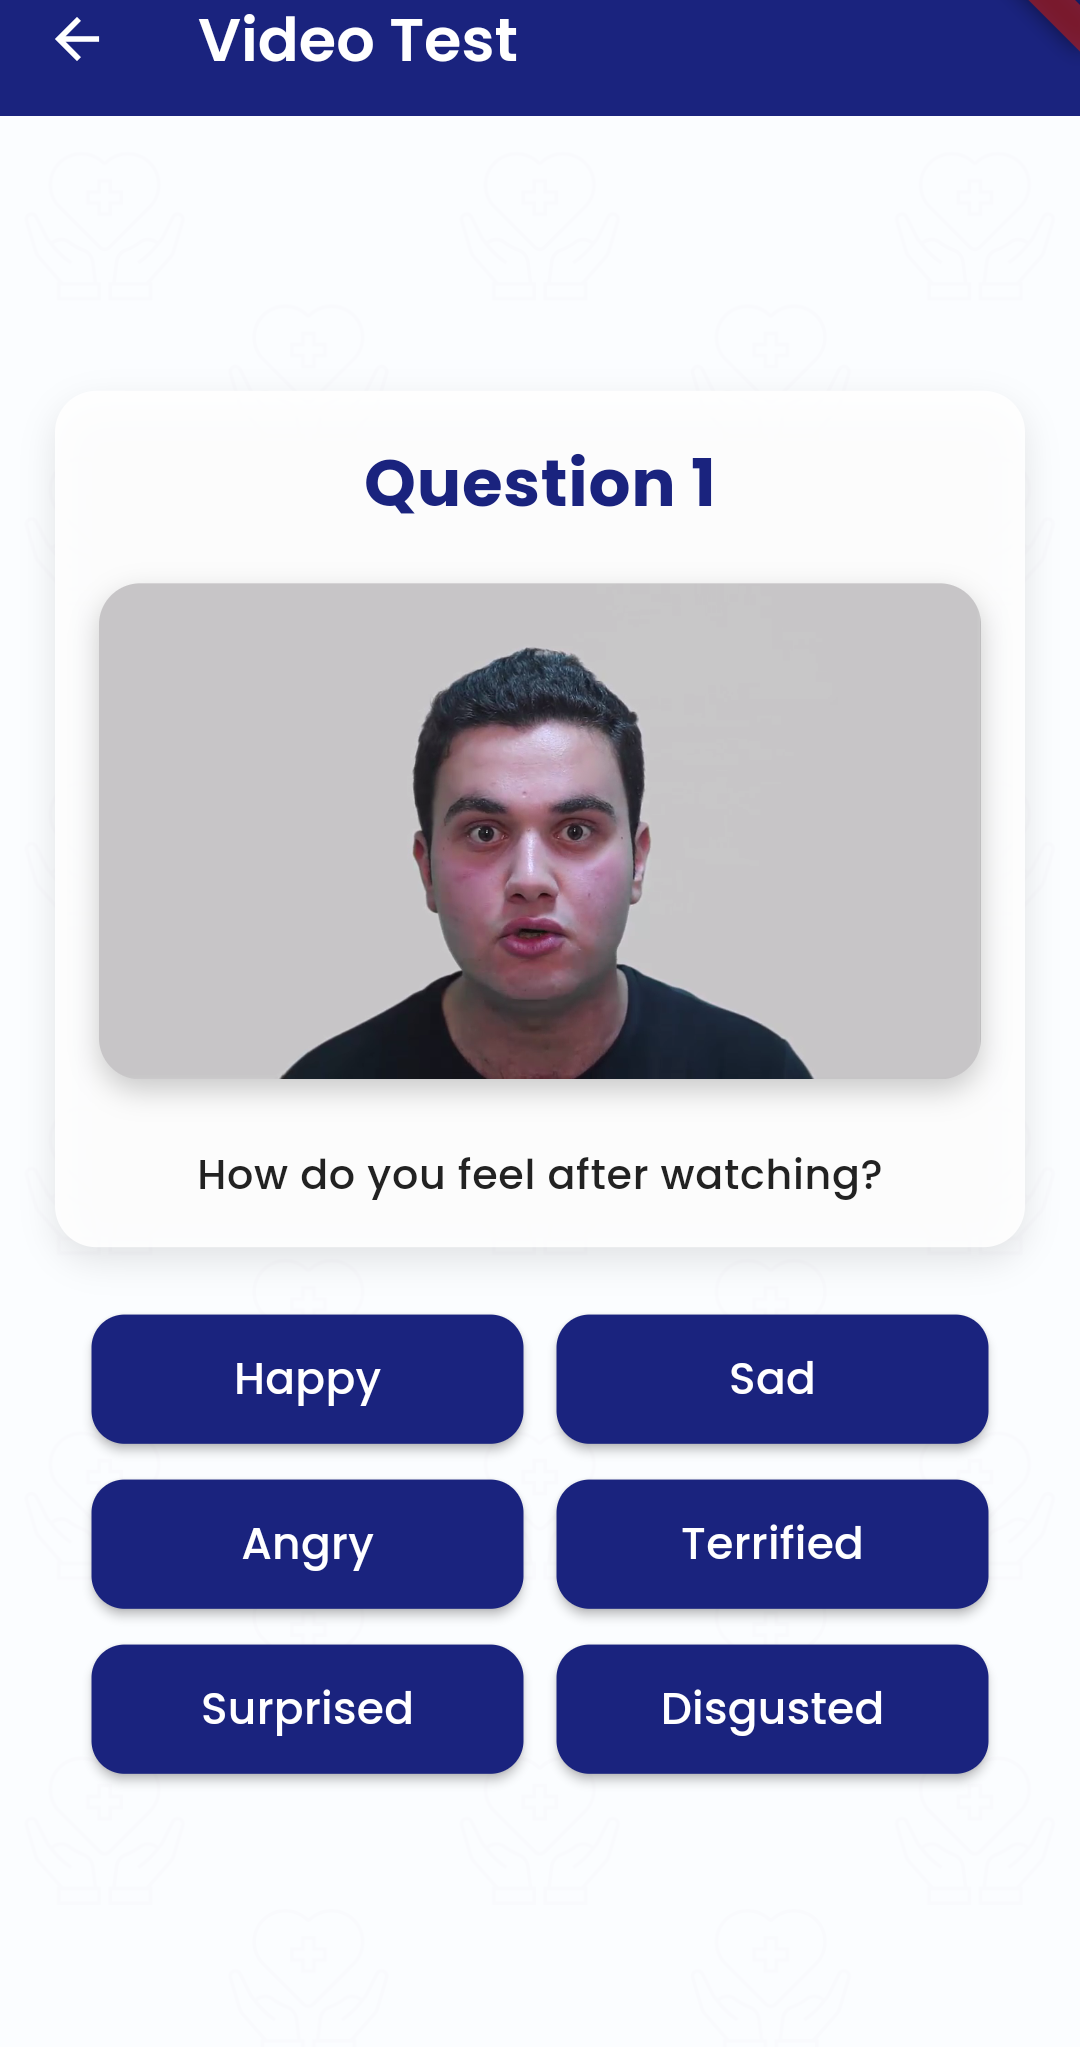 Video Test
Question 1
How do you feel after watching?
Happy
Sad
Angry
Terrified
Surprised
Disgusted